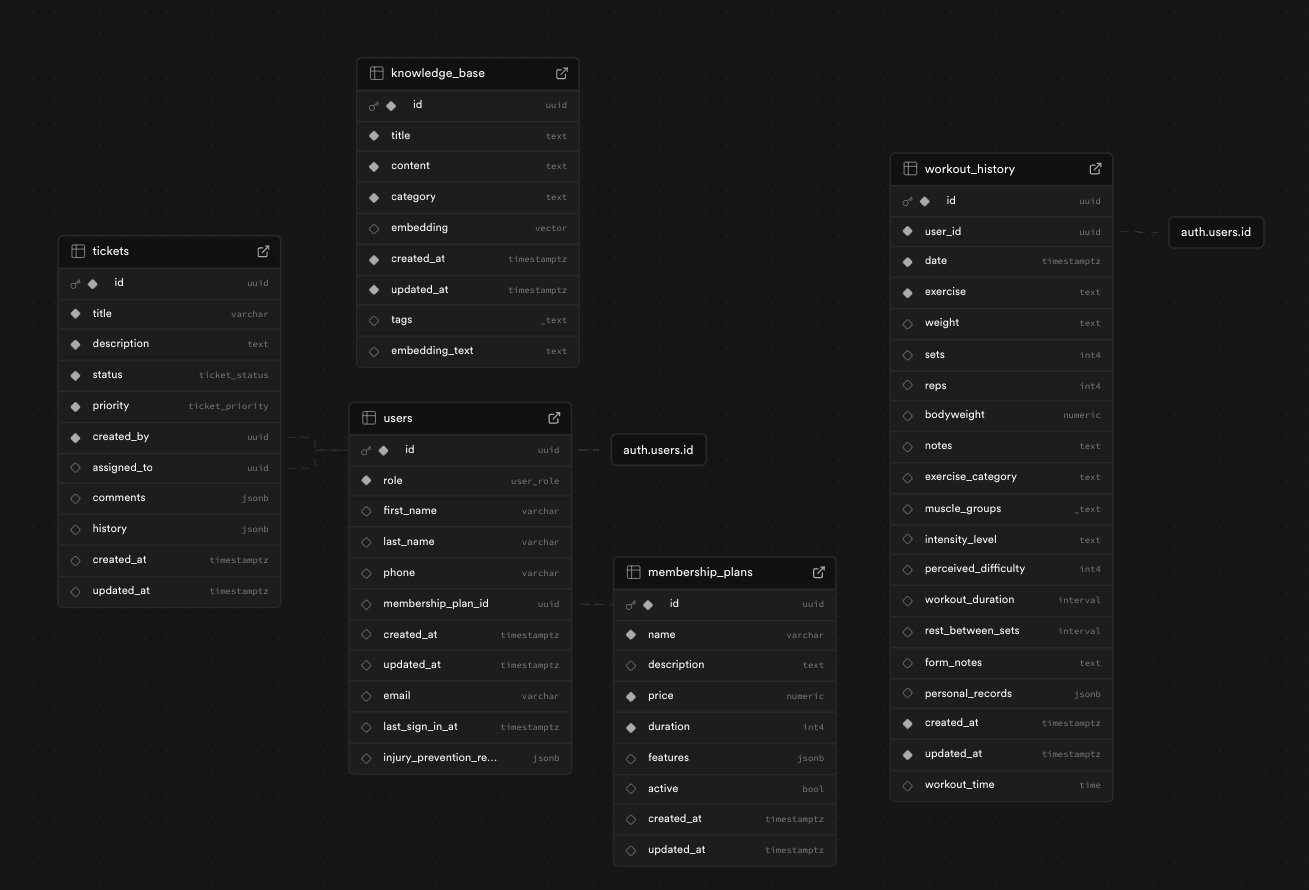 knowledge_base
id uuid
title text
content text
category text
embedding vector
created_at timestamptz
updated_at timestamptz
tags _text
embedding_text text
tickets
id uuid
title varchar
description text
status ticket_status
priority ticket_priority
created_by uuid
assigned_to uuid
comments jsonb
history jsonb
created_at timestamptz
updated_at timestamptz
users
id uuid
role user_role
first_name varchar
last_name varchar
phone varchar
membership_plan_id uuid
created_at timestamptz
updated_at timestamptz
email varchar
last_sign_in_at timestamptz
injury_prevention_re... jsonb
auth.users.id
membership_plans
id uuid
name varchar
description text
price numeric
duration int4
features jsonb
active bool
created_at timestamptz
updated_at timestamptz
workout_history
id uuid
user_id uuid
date timestamptz
exercise text
weight text
sets int4
reps int4
bodyweight numeric
notes text
exercise_category text
muscle_groups _text
intensity_level text
perceived_difficulty int4
workout_duration interval
rest_between_sets interval
form_notes text
personal_records jsonb
created_at timestamptz
updated_at timestamptz
workout_time time
auth.users.id